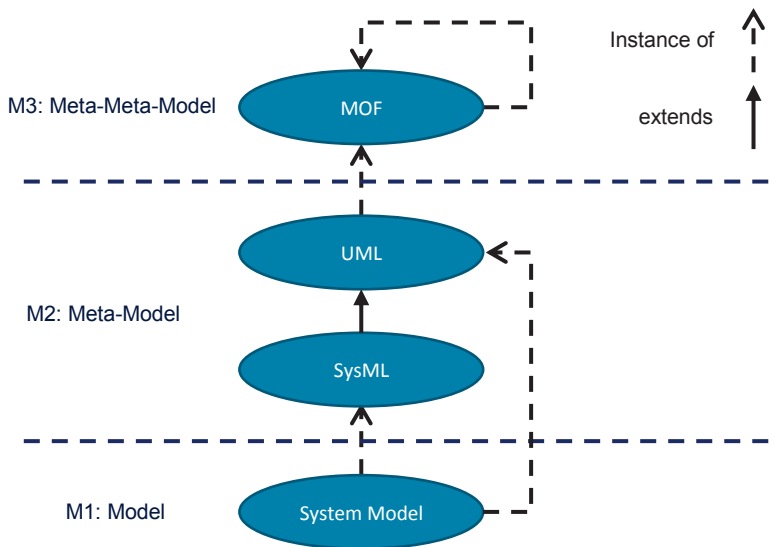 Instance of
M3: Meta-Meta-Model
MOF
extends
UML
M2: Meta-Model
SysML
M1: Model
System Model